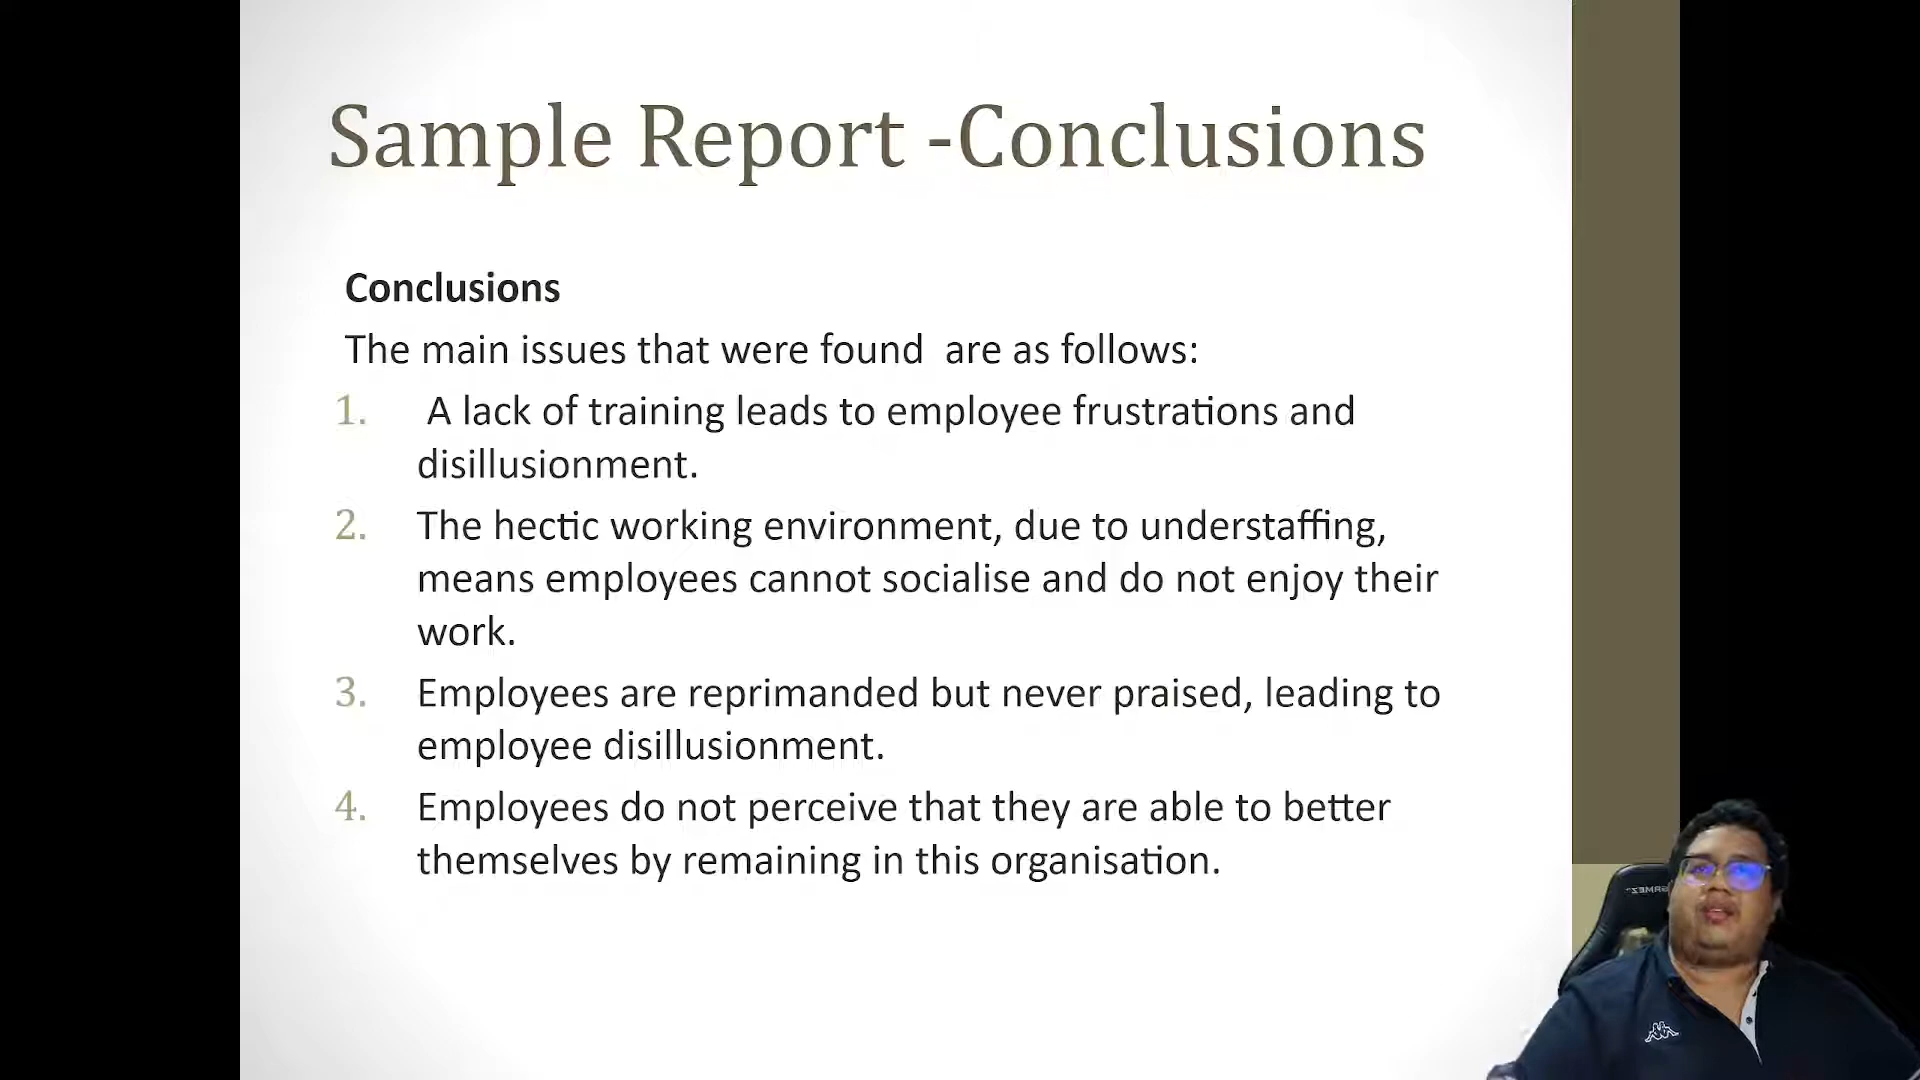 Sample Report -Conclusions
Conclusions
The main issues that were found  are as follows:
1. A lack of training leads to employee frustrations and
disillusionment.
2. The hectic working environment, due to understaffing,
means employees cannot socialise and do not enjoy their
work.
3. Employees are reprimanded but never praised, leading to
employee disillusionment.
4. Employees do not perceive that they are able to better
themselves by remaining in this organisation.